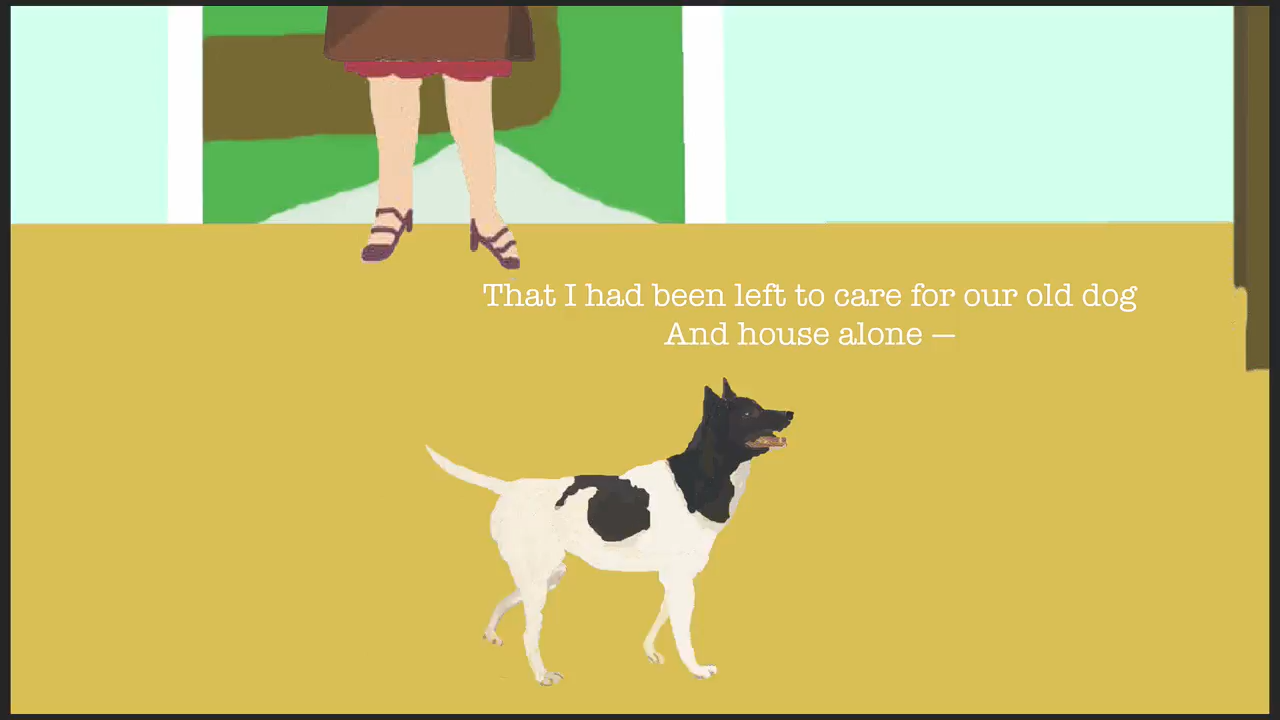 That I had been left to care for our old dog
And house alone —